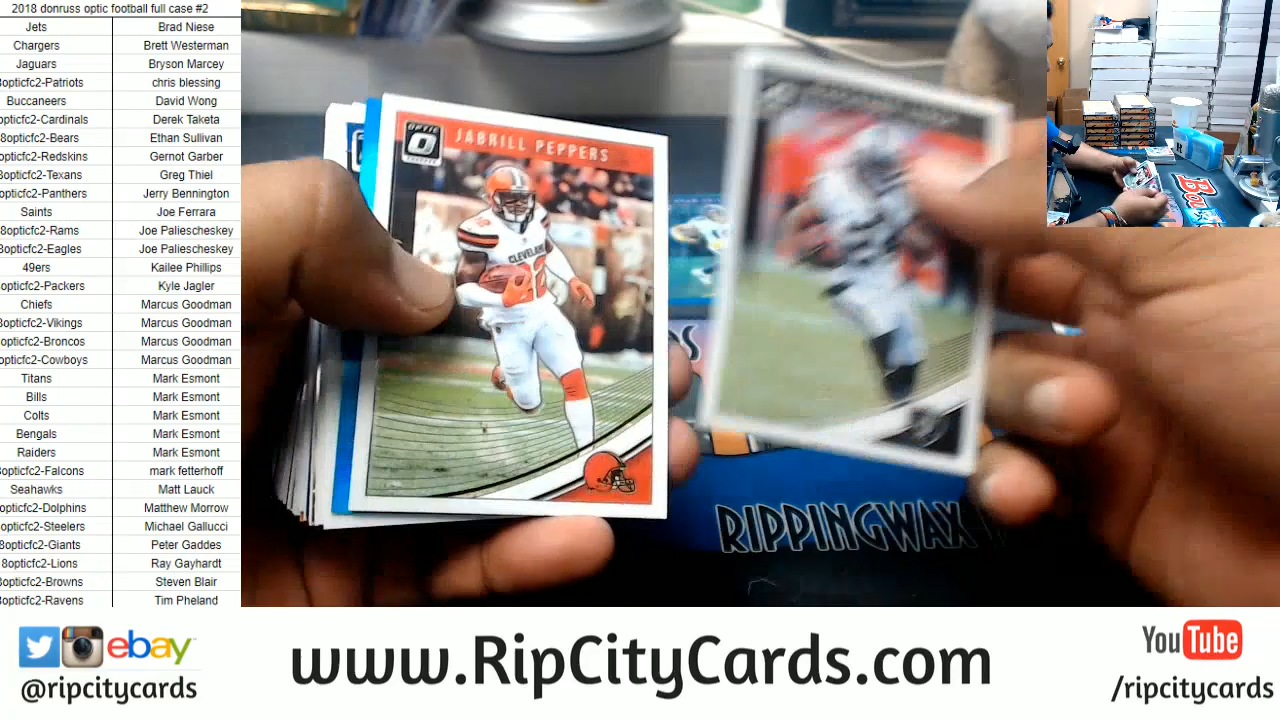 2018 donruss optic football full case #2
Jets Brad Niese
Chargers Brett Westerman
Jaguars Bryson Marcey
8opticfc2-Patriots chris blessing
Buccaneers David Wong
opticfc2-Cardinals Derek Taketa
8opticfc2-Bears Ethan Sullivan
opticfc2-Redskins Gernot Garber
8opticfc2-Texans Greg Thiel
opticfc2-Panthers Jerry Bennington
Saints Joe Ferrara
8opticfc2-Rams Joe Paliescheskey
8opticfc2-Eagles Joe Paliescheskey
49ers Kailee Phillips
opticfc2-Packers Kyle Jagler
Chiefs Marcus Goodman
8opticfc2-Vikings Marcus Goodman
opticfc2-Broncos Marcus Goodman
opticfc2-Cowboys Marcus Goodman
Titans Mark Esmont
Bills Mark Esmont
Colts Mark Esmont
Bengals Mark Esmont
Raiders Mark Esmont
8opticfc2-Falcons mark fetterhoff
Seahawks Matt Lauck
opticfc2-Dolphins Matthew Morrow
opticfc2-Steelers Michael Gallucci
8opticfc2-Giants Peter Gaddes
8opticfc2-Lions Ray Gayhardt
8opticfc2-Browns Steven Blair
8opticfc2-Ravens Tim Pheland
OPTIC
JABRILL PEPPERS
CLEVELAND
RIPPINGWAX
ebay
@ripcitycards
www.RipCityCards.com
YouTube
/ripcitycards